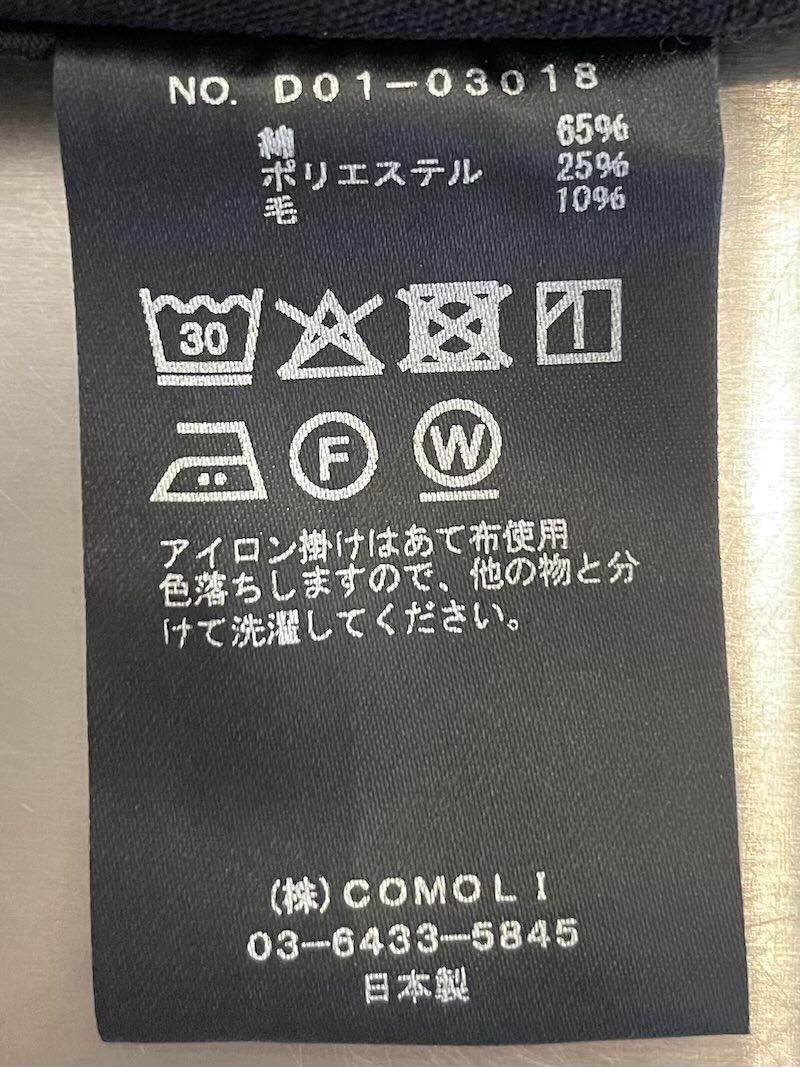 NO. D01-03018
綿 65%
ポリエステル 25%
毛 10%
30
F W
アイロン掛けはあて布使用
色落ちしますので、他の物と分
けて洗濯してください。
(株)COMOLI
03-6433-5845
日本製